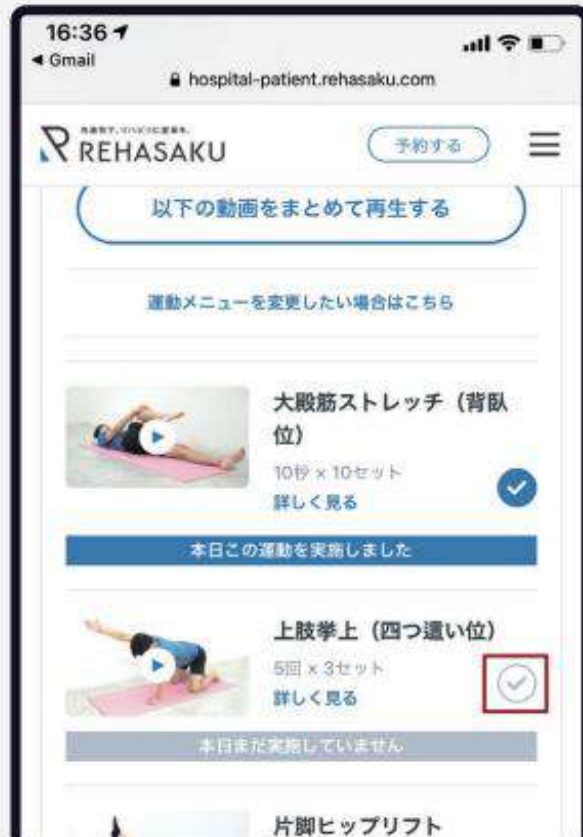 16:36
◀ Gmail
hospital-patient.rehasaku.com
REHASAKU
予約する
以下の動画をまとめて再生する
運動メニューを変更したい場合はこちら
大殿筋ストレッチ（背臥
位）
10秒 × 10セット
詳しく見る
本日この運動を実施しました
上肢挙上（四つ遣い位）
5回 × 3セット
詳しく見る
本日まだ実施していません
片脚ヒップリフト